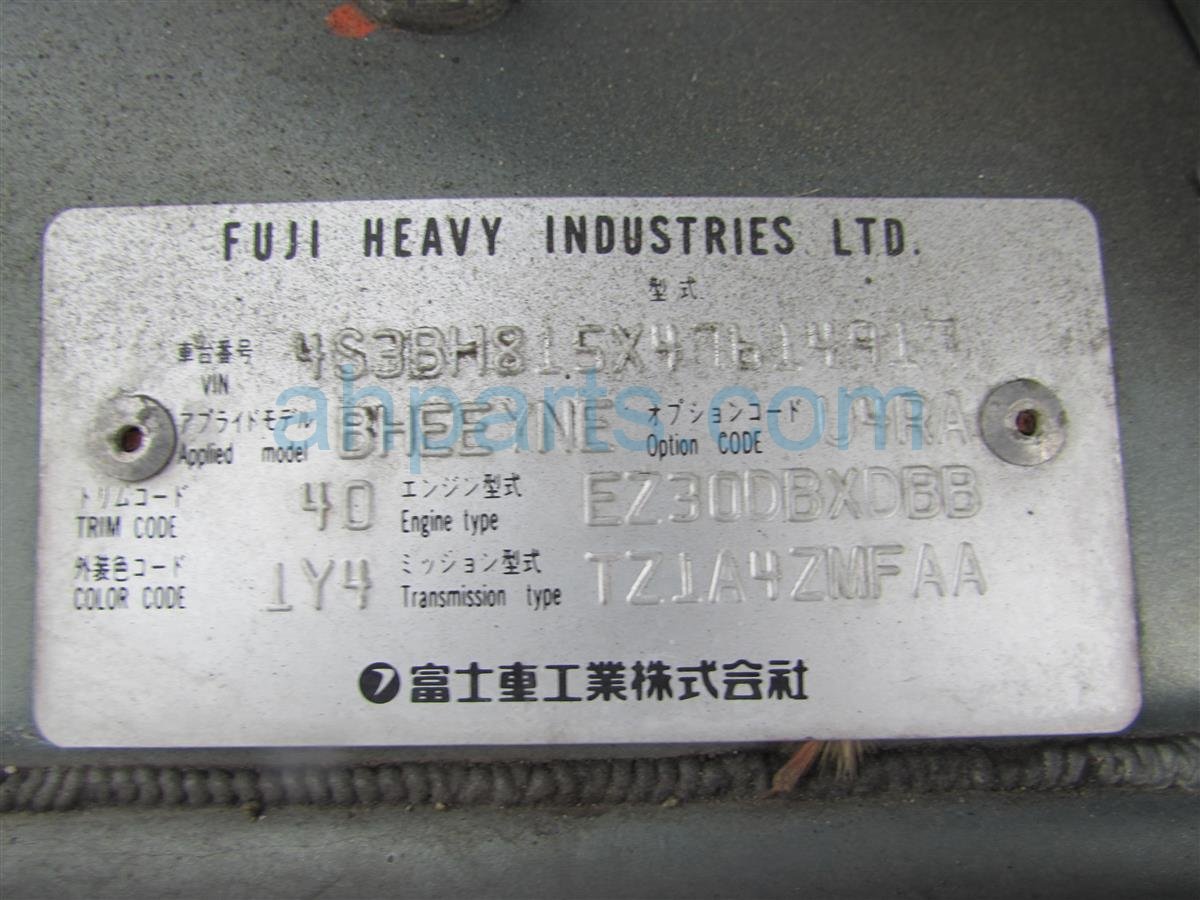 FUJI HEAVY INDUSTRIES LTD.
型式
車台番号 4S3BH815X47614917
VIN
アプライドモデル BHEEYNE オプションコード U4RA
Applied model Option CODE
トリムコード 40 エンジン型式 EZ30DBXDBB
TRIM CODE Engine type
外装色コード 1Y4 ミッション型式 TZ1A4ZMFAA
COLOR CODE Transmission type
富士重工業株式会社
ahparts.com